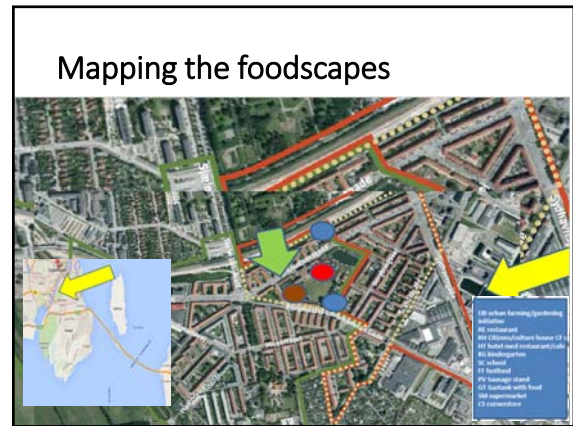 Mapping the foodscapes
UB urban farming/gardening
initiative
RE restaurant
KH Citizens/culture house CF c
HT hotel med restaurant/cafe
KG kindergarten
SC school
FF fastfood
PV Sausage stand
GT Gastank with food
SM supermarket
CS cornerstore